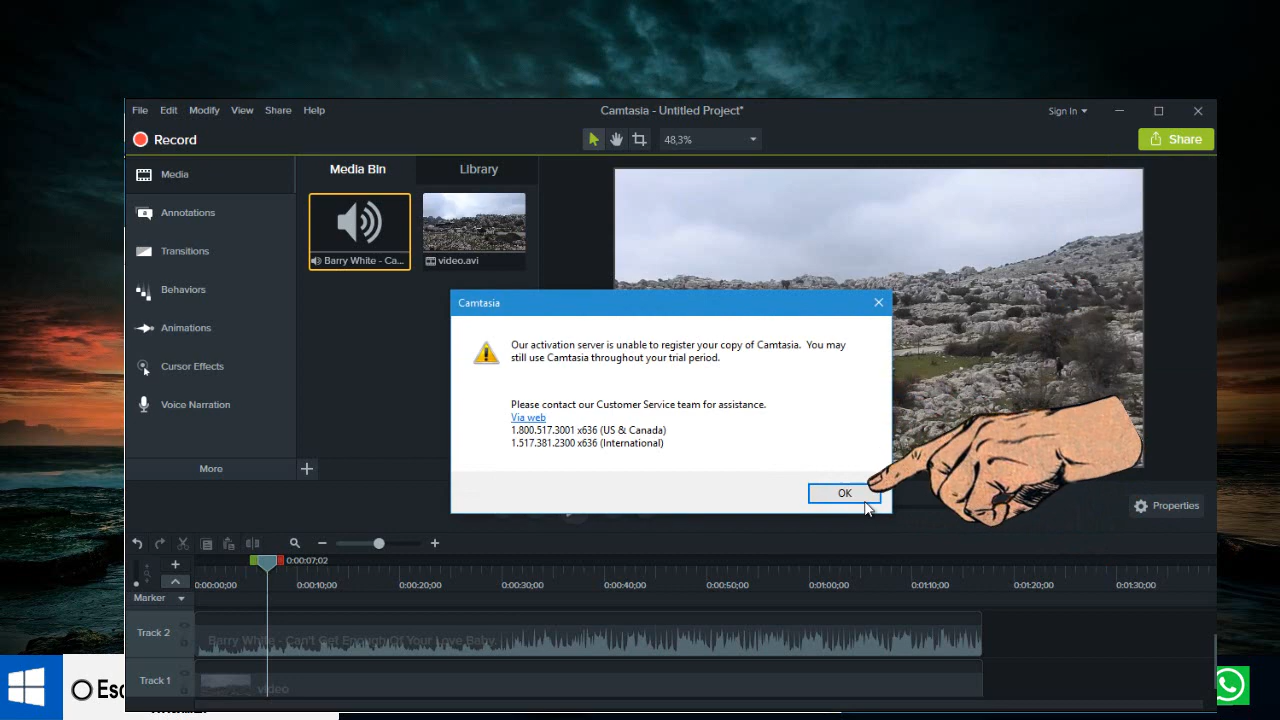 File Edit Modify View Share Help
Camtasia - Untitled Project*
Sign In
Record
48,3%
Share
Media
Media Bin
Library
Annotations
Transitions
Behaviors
Animations
Cursor Effects
Voice Narration
More
Barry White - Ca...
video.avi
Camtasia
Our activation server is unable to register your copy of Camtasia. You may
still use Camtasia throughout your trial period.
Please contact our Customer Service team for assistance.
Via web
1.800.517.3001 x636 (US & Canada)
1.517.381.2300 x636 (International)
OK
Properties
0:00:07;02
0:00:00;00 0:00:10;00 0:00:20;00 0:00:30;00 0:00:40;00 0:00:50;00 0:01:00;00 0:01:10;00 0:01:20;00 0:01:30;00
Marker
Track 2
Barry White - Can't Get Enough Of Your Love Baby
Track 1
video